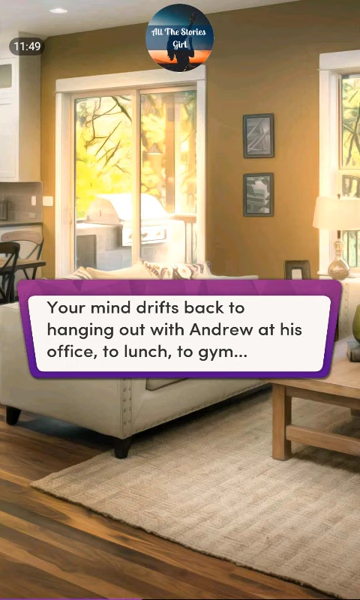 11:49
All The Stories
Girl
Your mind drifts back to
hanging out with Andrew at his
office, to lunch, to gym...